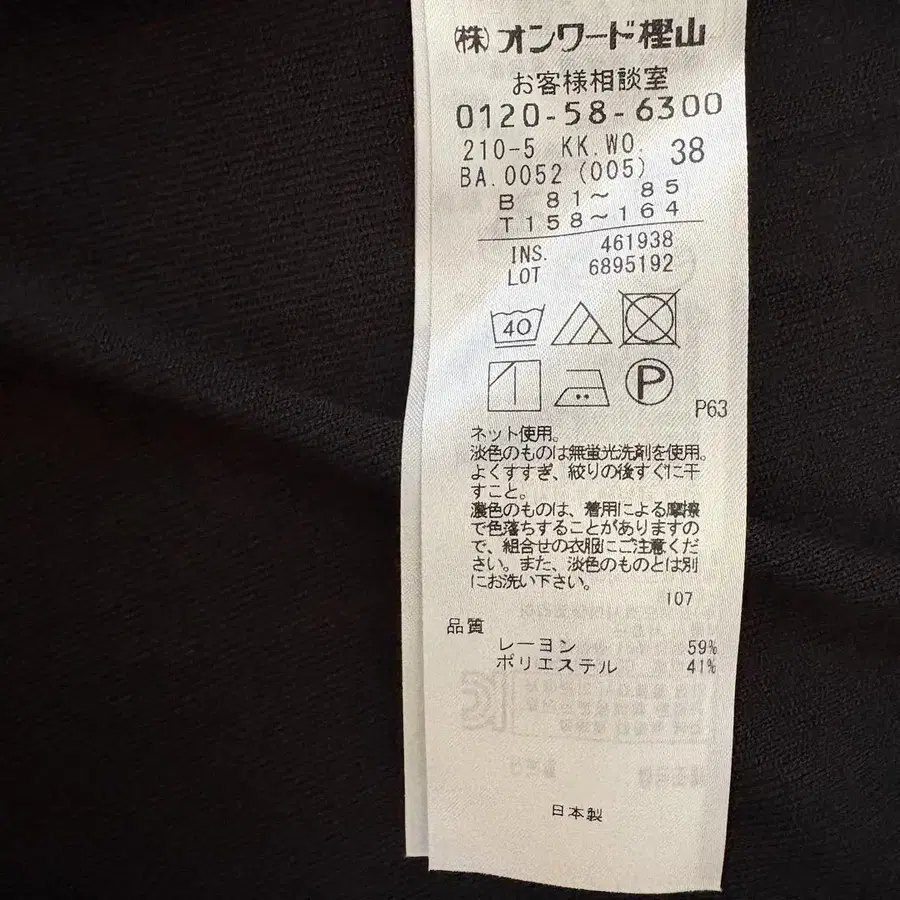 (株)オンワード樫山
お客様相談室
0120-58-6300
210-5 KK.WO. 38
BA.0052 (005)
B 81～ 85
T158～164
INS. 461938
LOT 6895192
40
P
P63
ネット使用。
淡色のものは無蛍光洗剤を使用。
よくすすぎ、絞りの後すぐに干
すこと。
濃色のものは、着用による摩擦
で色落ちすることがありますの
で、組合せの衣服にご注意くだ
さい。また、淡色のものとは別
にお洗い下さい。
107
品質
レーヨン 59%
ポリエステル 41%
日本製